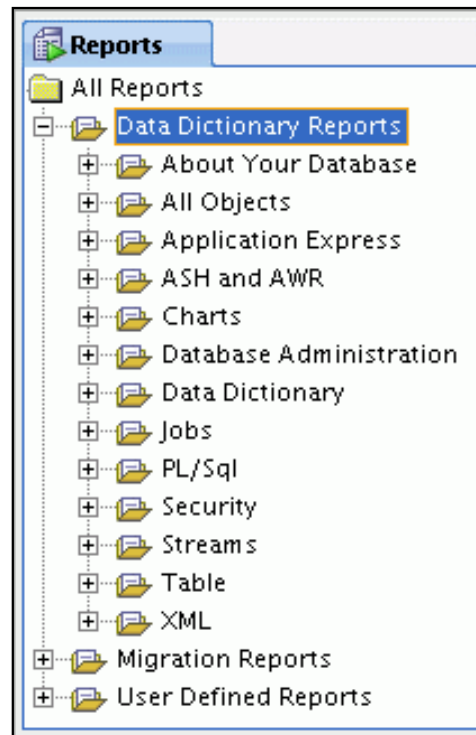 Reports
All Reports
Data Dictionary Reports
About Your Database
All Objects
Application Express
ASH and AWR
Charts
Database Administration
Data Dictionary
Jobs
PL/Sql
Security
Streams
Table
XML
Migration Reports
User Defined Reports